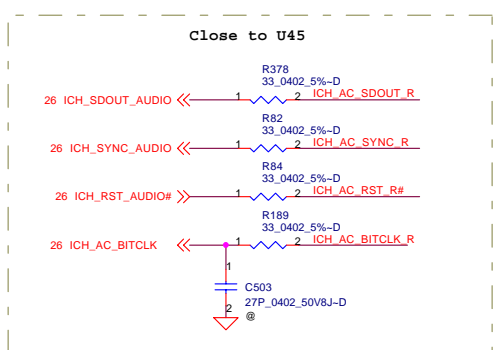 Close to U45
R378
33_0402_5%~D
26 ICH_SDOUT_AUDIO 1 2 ICH_AC_SDOUT_R
R82
33_0402_5%~D
26 ICH_SYNC_AUDIO 1 2 ICH_AC_SYNC_R
R84
33_0402_5%~D
26 ICH_RST_AUDIO# 1 2 ICH_AC_RST_R#
R189
33_0402_5%~D
26 ICH_AC_BITCLK 1 2 ICH_AC_BITCLK_R
1
C503
27P_0402_50V8J~D
2
@